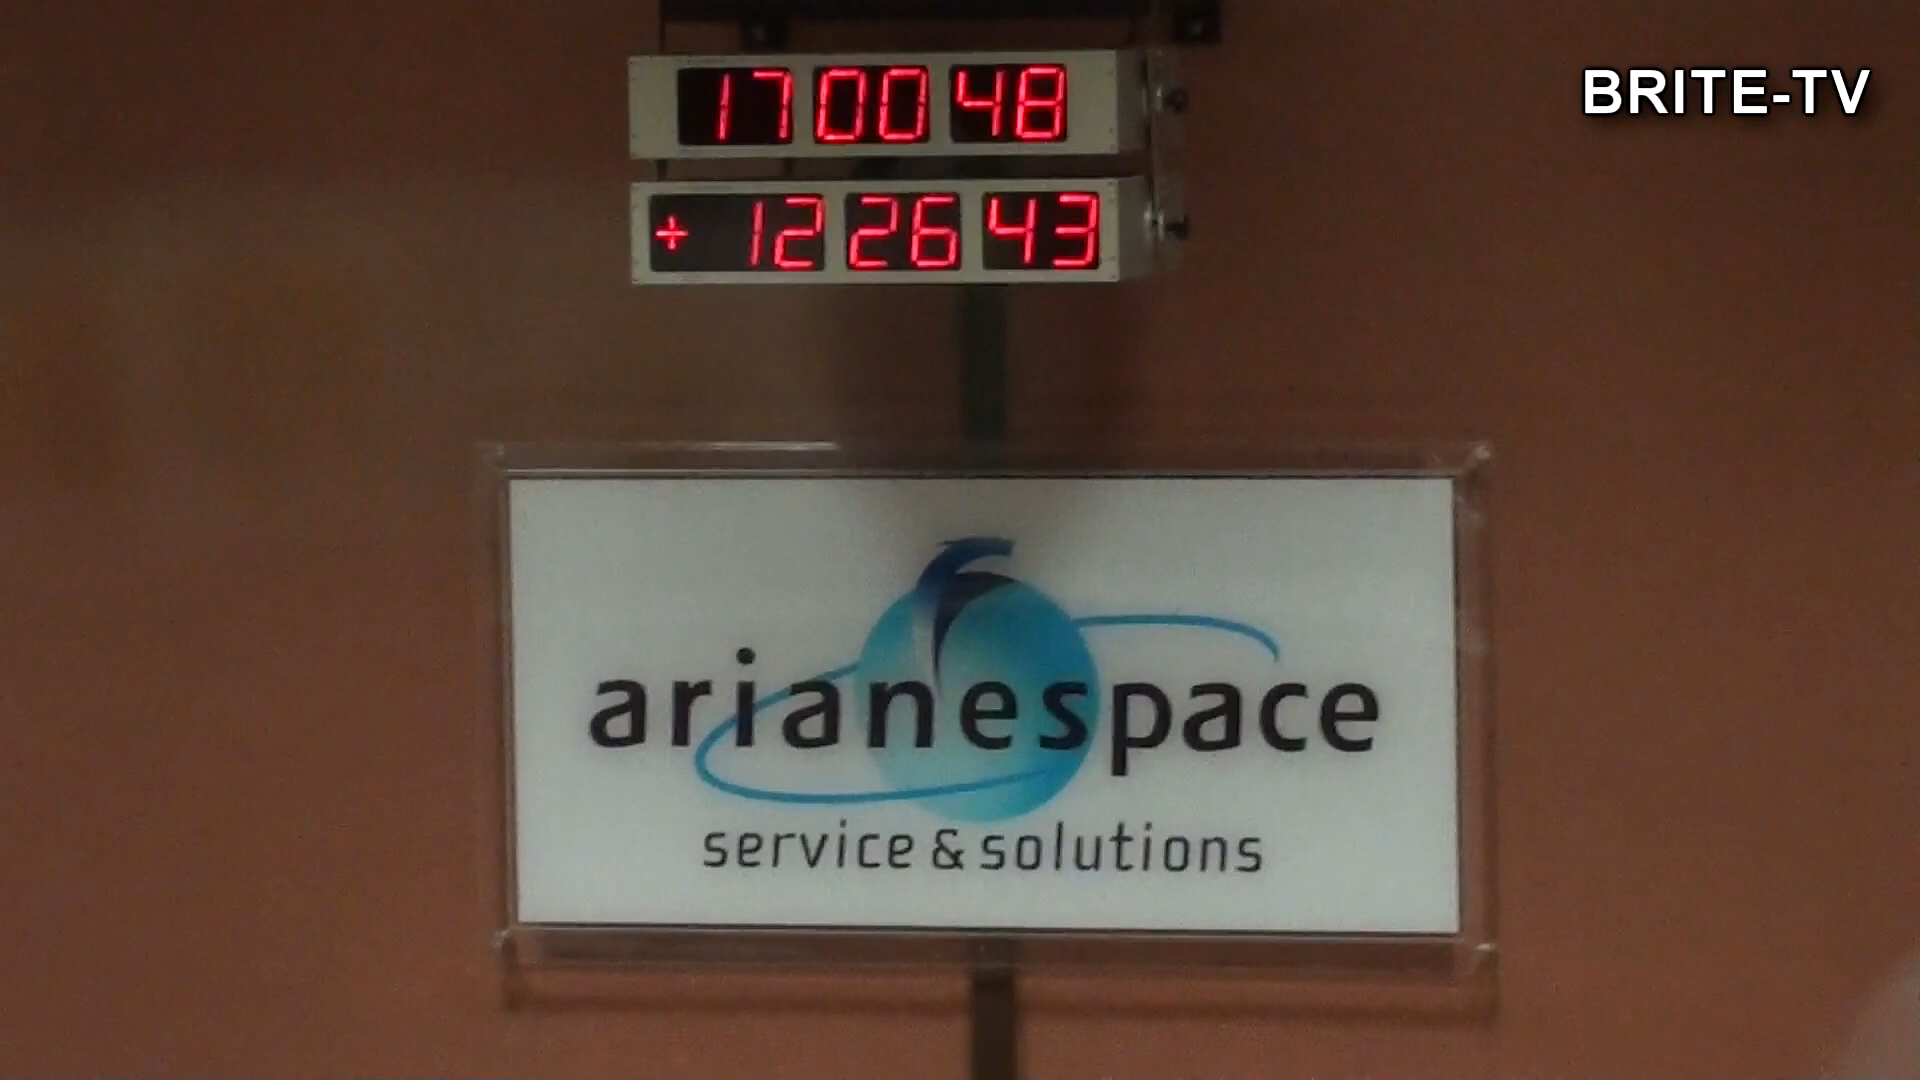 BRITE-TV
17 00 48
+ 12 26 43
arianespace
service & solutions